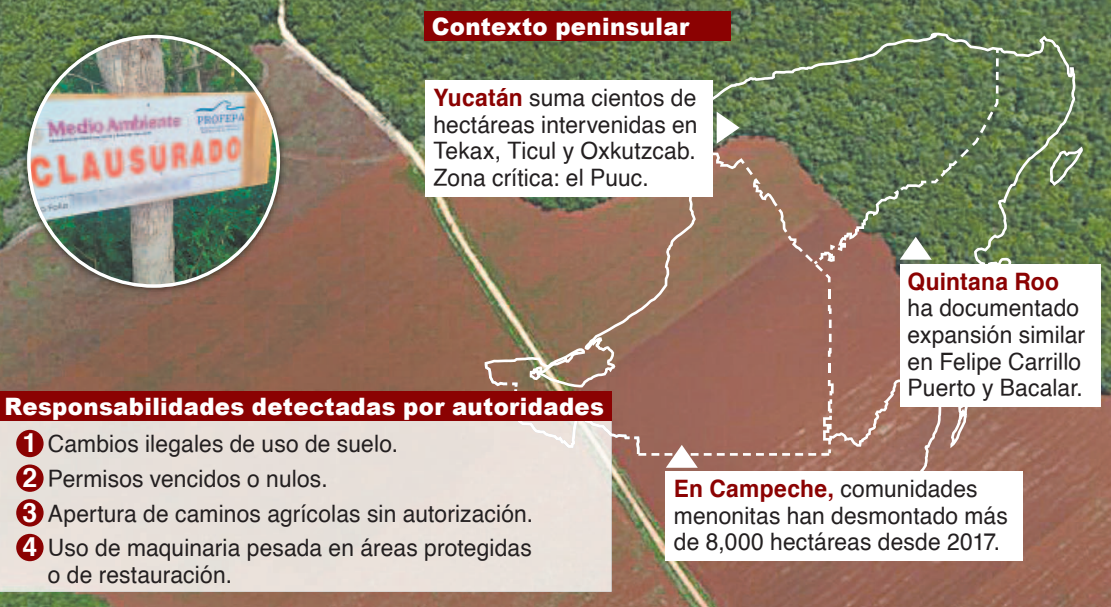 Contexto peninsular
Medio Ambiente
PROFEPA
CLAUSURADO
Yucatán suma cientos de
hectáreas intervenidas en
Tekax, Ticul y Oxkutzcab.
Zona crítica: el Puuc.
Quintana Roo
ha documentado
expansión similar
en Felipe Carrillo
Puerto y Bacalar.
Responsabilidades detectadas por autoridades
1 Cambios ilegales de uso de suelo.
2 Permisos vencidos o nulos.
3 Apertura de caminos agrícolas sin autorización.
4 Uso de maquinaria pesada en áreas protegidas
o de restauración.
En Campeche, comunidades
menonitas han desmontado más
de 8,000 hectáreas desde 2017.